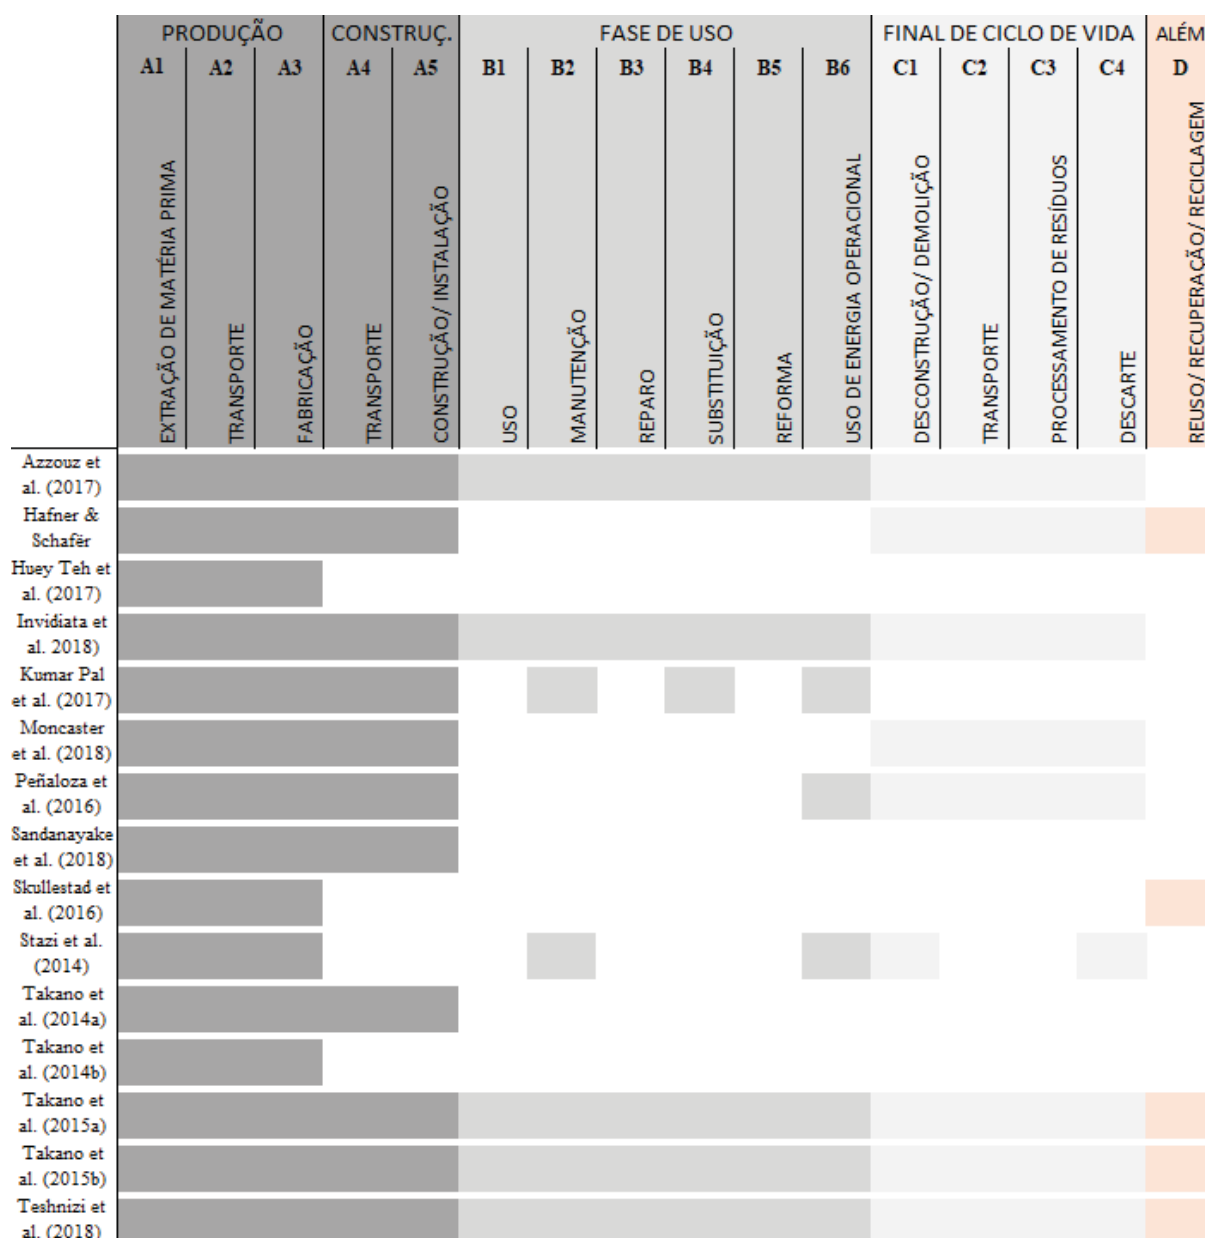 PRODUÇÃO CONSTRUÇ. FASE DE USO FINAL DE CICLO DE VIDA ALÉM
A1 A2 A3 A4 A5 B1 B2 B3 B4 B5 B6 C1 C2 C3 C4 D
EXTRAÇÃO DE MATÉRIA PRIMA
TRANSPORTE
FABRICAÇÃO
TRANSPORTE
CONSTRUÇÃO/ INSTALAÇÃO
USO
MANUTENÇÃO
REPARO
SUBSTITUIÇÃO
REFORMA
USO DE ENERGIA OPERACIONAL
DESCONSTRUÇÃO/ DEMOLIÇÃO
TRANSPORTE
PROCESSAMENTO DE RESÍDUOS
DESCARTE
REUSO/ RECUPERAÇÃO/ RECICLAGEM
Azzouz et
al. (2017)
Hafner &
Schafër
Huey Teh et
al. (2017)
Invidiata et
al. 2018)
Kumar Pal
et al. (2017)
Moncaster
et al. (2018)
Peñaloza et
al. (2016)
Sandanayake
et al. (2018)
Skullestad et
al. (2016)
Stazi et al.
(2014)
Takano et
al. (2014a)
Takano et
al. (2014b)
Takano et
al. (2015a)
Takano et
al. (2015b)
Teshnizi et
al. (2018)